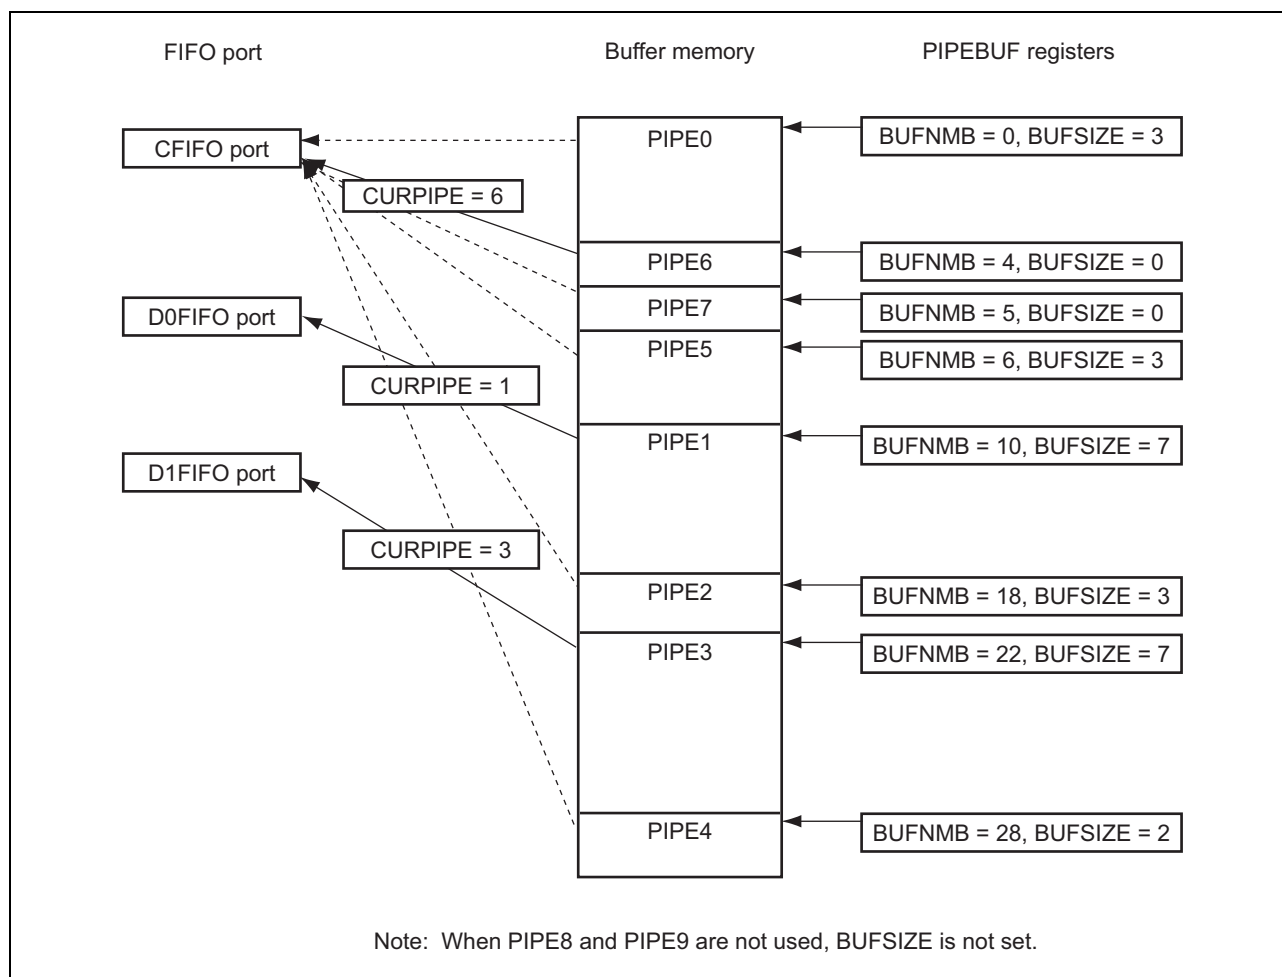 FIFO port
Buffer memory
PIPEBUF registers
CFIFO port
PIPE0
BUFNMB = 0, BUFSIZE = 3
CURPIPE = 6
PIPE6
BUFNMB = 4, BUFSIZE = 0
D0FIFO port
PIPE7
BUFNMB = 5, BUFSIZE = 0
PIPE5
BUFNMB = 6, BUFSIZE = 3
CURPIPE = 1
PIPE1
BUFNMB = 10, BUFSIZE = 7
D1FIFO port
CURPIPE = 3
PIPE2
BUFNMB = 18, BUFSIZE = 3
PIPE3
BUFNMB = 22, BUFSIZE = 7
PIPE4
BUFNMB = 28, BUFSIZE = 2
Note: When PIPE8 and PIPE9 are not used, BUFSIZE is not set.